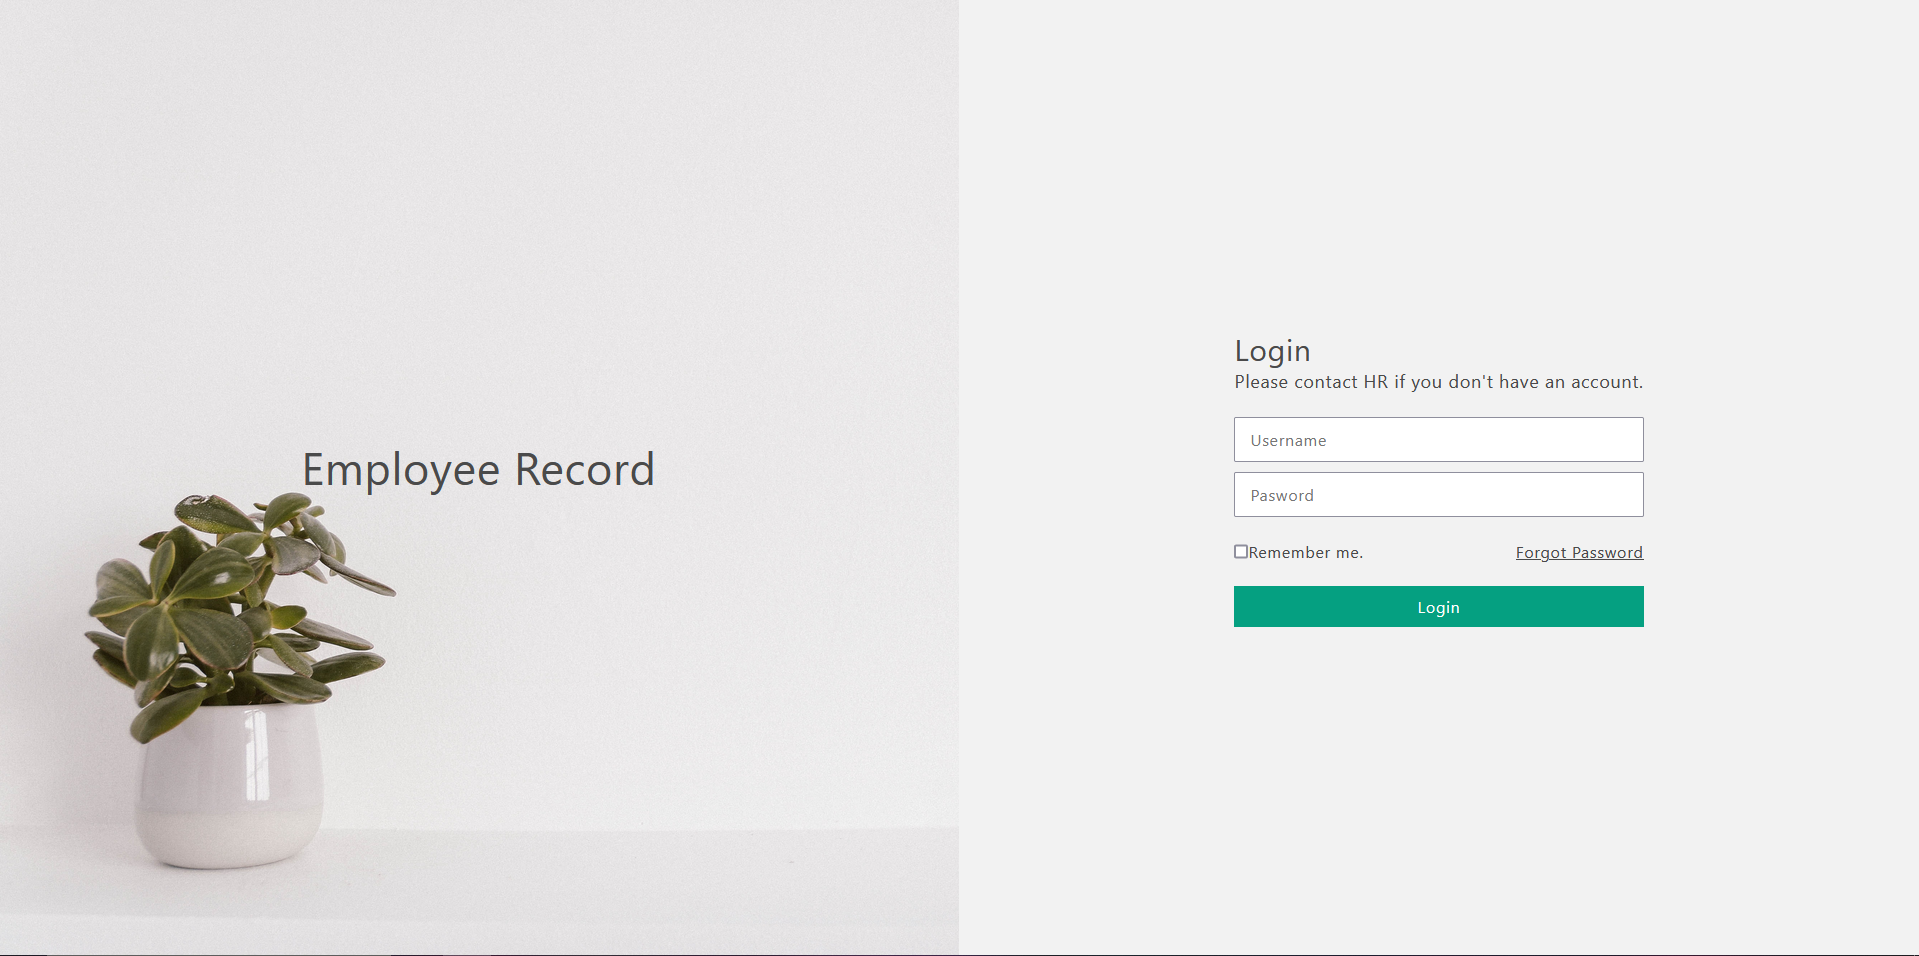 Employee Record
Login
Please contact HR if you don't have an account.
Username
Pasword
Remember me.
Forgot Password
Login